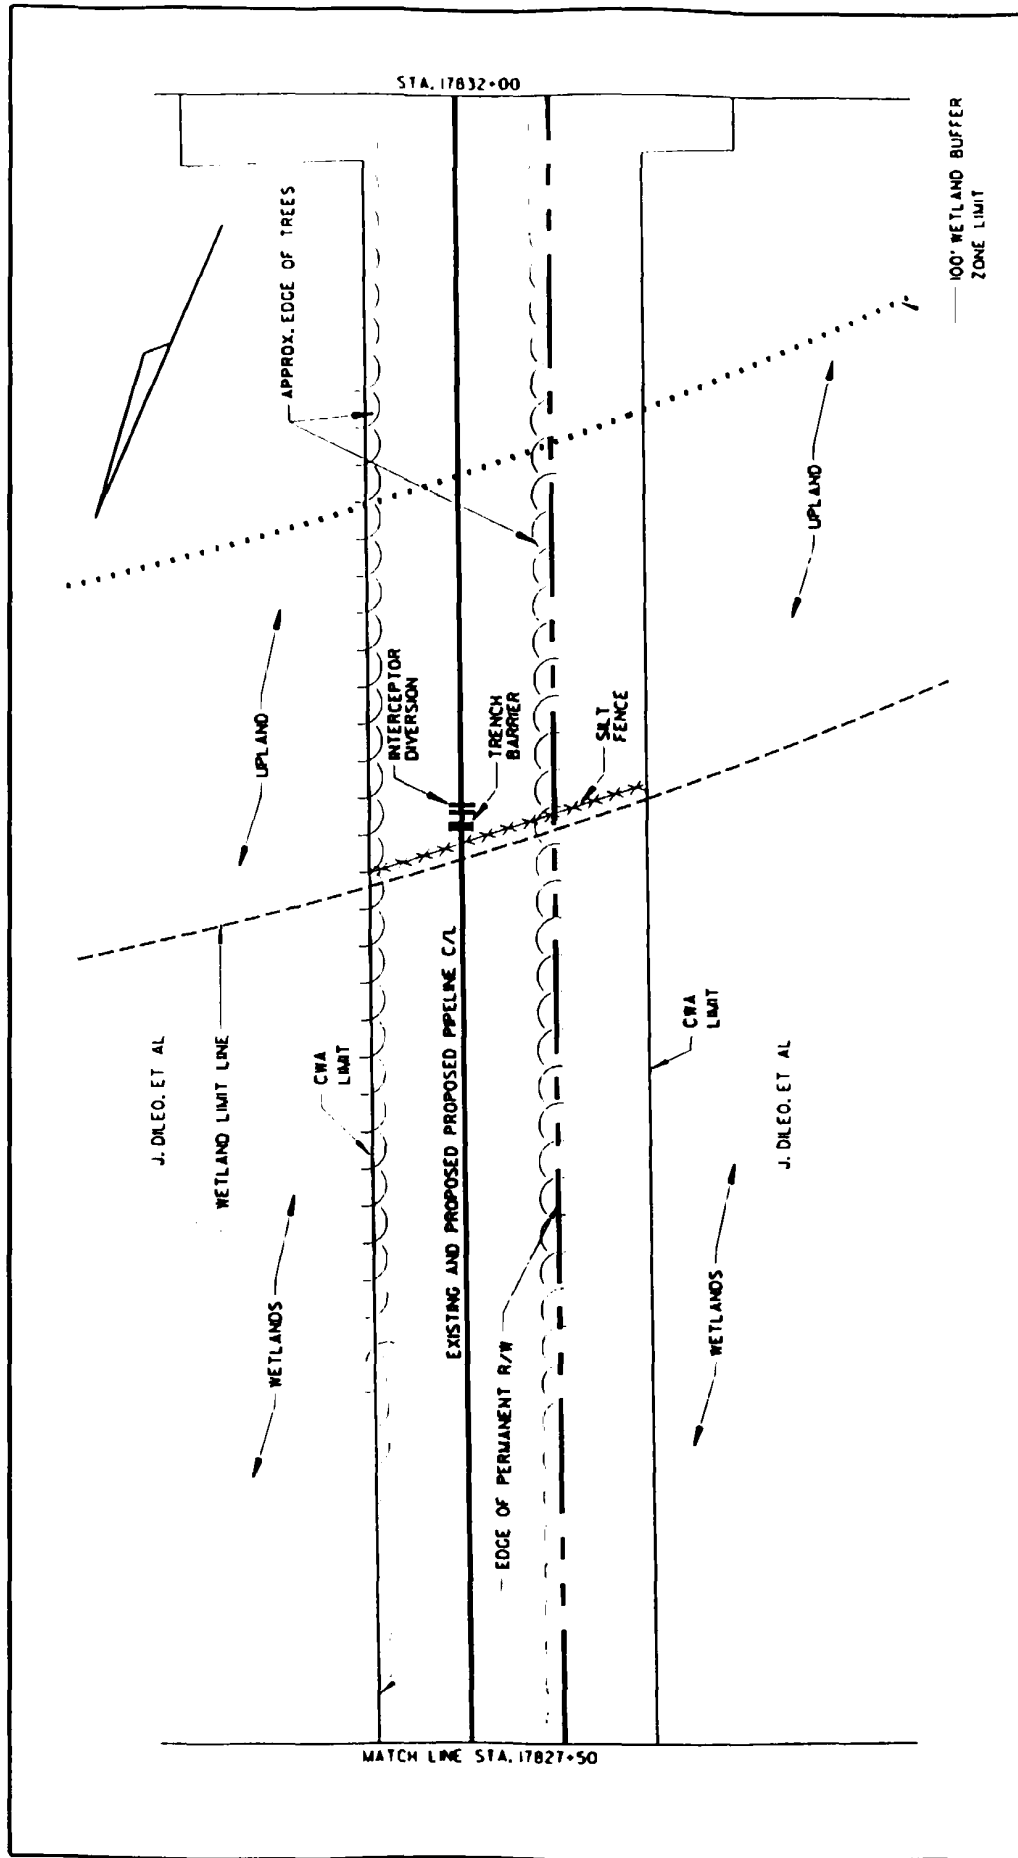 STA. 17832+00
100' WETLAND BUFFER
ZONE LIMIT
APPROX. EDGE OF TREES
UPLAND
UPLAND
INTERCEPTOR
DIVERSION
TRENCH
BARRIER
SILT
FENCE
J. DILEO. ET AL
WETLAND LIMIT LINE
CWA
LIMIT
EXISTING AND PROPOSED PROPOSED PIPELINE C/L
CWA
LIMIT
J. DILEO. ET AL
WETLANDS
EDGE OF PERMANENT R/W
WETLANDS
MATCH LINE STA. 17827+50